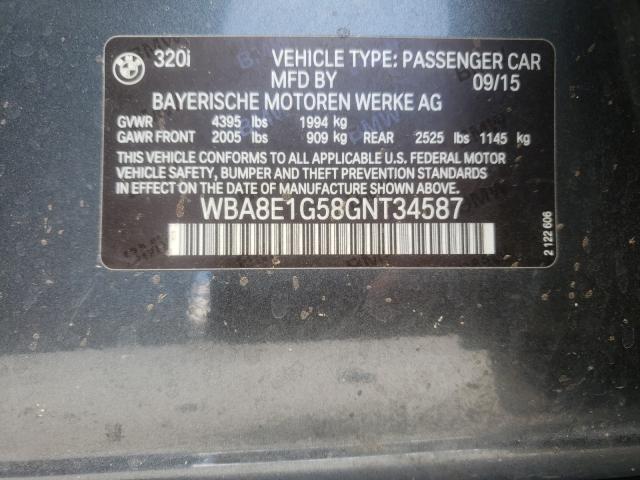 BMW 320i VEHICLE TYPE: PASSENGER CAR
MFD BY 09/15
BAYERISCHE MOTOREN WERKE AG
GVWR 4395 lbs 1994 kg
GAWR FRONT 2005 lbs 909 kg REAR 2525 lbs 1145 kg
THIS VEHICLE CONFORMS TO ALL APPLICABLE U.S. FEDERAL MOTOR
VEHICLE SAFETY, BUMPER AND THEFT PREVENTION STANDARDS
IN EFFECT ON THE DATE OF MANUFACTURE SHOWN ABOVE.
WBA8E1G58GNT34587
2 122 606